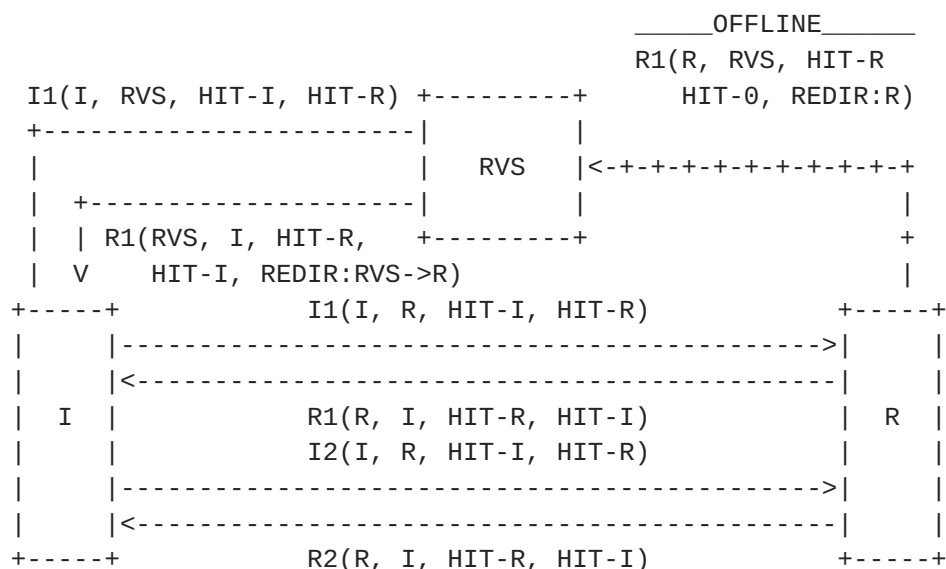 _____OFFLINE______
R1(R, RVS, HIT-R
I1(I, RVS, HIT-I, HIT-R) +---------+ HIT-0, REDIR:R)
+------------------------| |
| | RVS |<-+-+-+-+-+-+-+-+-+
| +---------------------| | |
| | R1(RVS, I, HIT-R, +---------+ +
| V HIT-I, REDIR:RVS->R) |
+-----+ I1(I, R, HIT-I, HIT-R) +-----+
| |--------------------------------------------->| |
| |<---------------------------------------------| |
| I | R1(R, I, HIT-R, HIT-I) | R |
| | I2(I, R, HIT-I, HIT-R) | |
| |--------------------------------------------->| |
| |<---------------------------------------------| |
+-----+ R2(R, I, HIT-R, HIT-I) +-----+